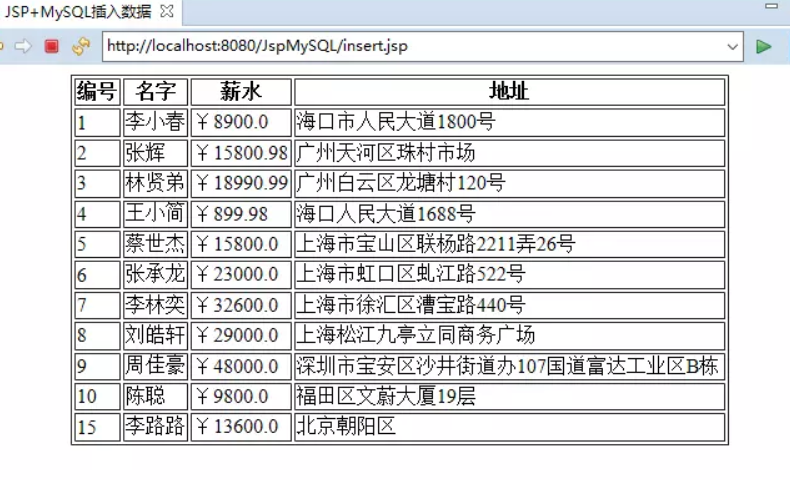 JSP+MySQL插入数据
http://localhost:8080/JspMySQL/insert.jsp
编号 名字 薪水 地址
1 李小春 ￥8900.0 海口市人民大道1800号
2 张辉 ￥15800.98 广州天河区珠村市场
3 林贤弟 ￥18990.99 广州白云区龙塘村120号
4 王小简 ￥899.98 海口人民大道1688号
5 蔡世杰 ￥15800.0 上海市宝山区联杨路2211弄26号
6 张承龙 ￥23000.0 上海市虹口区虬江路522号
7 李林奕 ￥32600.0 上海市徐汇区漕宝路440号
8 刘皓轩 ￥29000.0 上海松江九亭立同商务广场
9 周佳豪 ￥48000.0 深圳市宝安区沙井街道办107国道富达工业区B栋
10 陈聪 ￥9800.0 福田区文蔚大厦19层
15 李路路 ￥13600.0 北京朝阳区